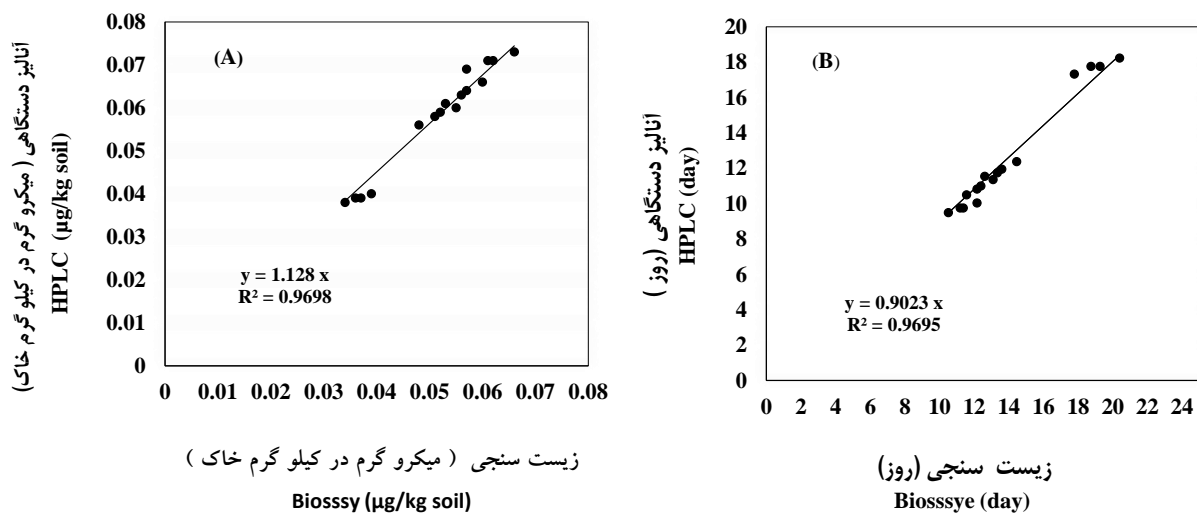 آنالیز دستگاهی ( میکرو گرم در کیلو گرم خاک)
HPLC (µg/kg soil)
0.08
0.07
0.06
0.05
0.04
0.03
0.02
0.01
0
(A)
y = 1.128 x
R² = 0.9698
0 0.01 0.02 0.03 0.04 0.05 0.06 0.07 0.08
زیست سنجی ( میکرو گرم در کیلو گرم خاک )
Biosssy (µg/kg soil)
آنالیز دستگاهی (روز )
HPLC (day)
20
18
16
14
12
10
8
6
4
2
0
(B)
y = 0.9023 x
R² = 0.9695
0 2 4 6 8 10 12 14 16 18 20 22 24
زیست سنجی (روز)
Biosssye (day)